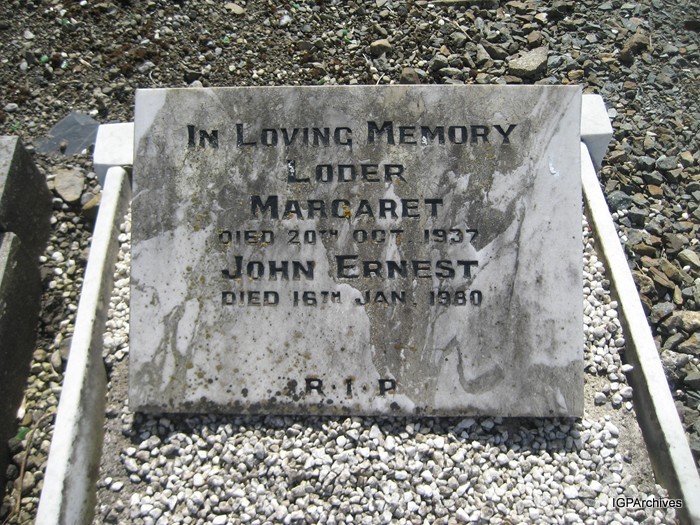 IN LOVING MEMORY
LODER
MARGARET
DIED 20TH OCT. 1937
JOHN ERNEST
DIED 16TH JAN. 1980
R·I·P
IGPArchives